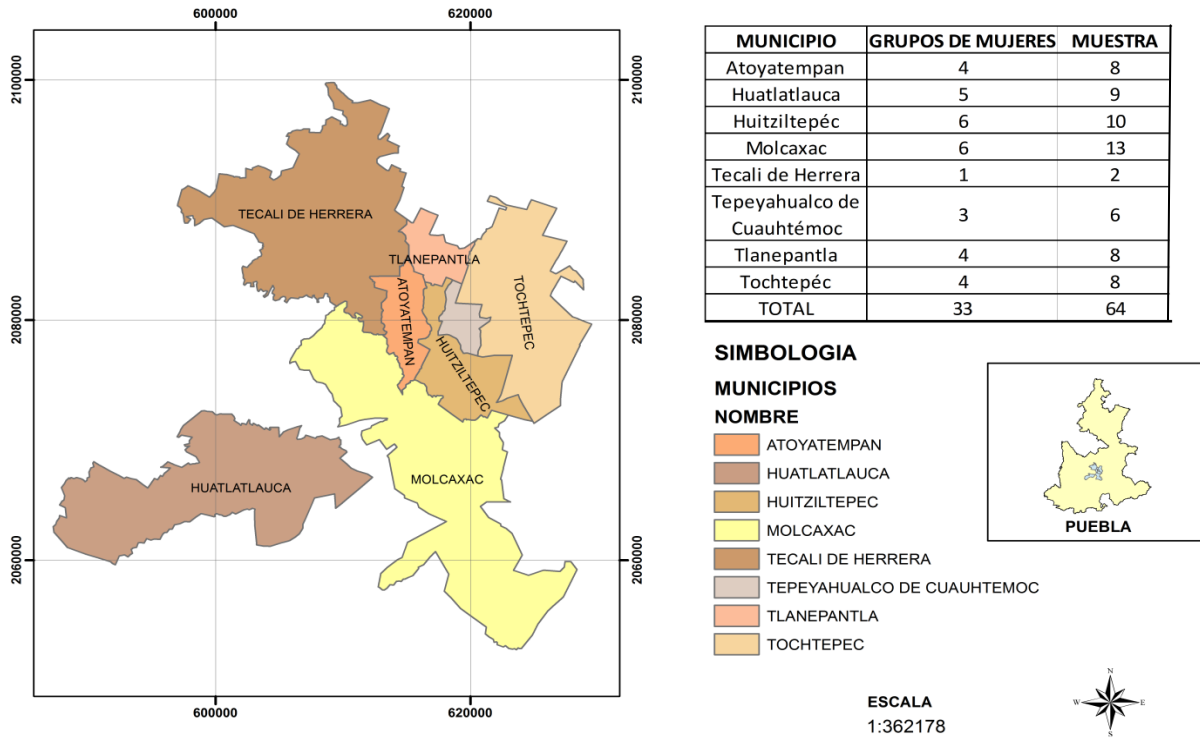 600000 620000
2100000 2100000
2080000 2080000
2060000 2060000
600000 620000
TECALI DE HERRERA
TLANEPANTLA
ATOYATEMPAN
TOCHTEPEC
HUITZILTEPEC
MOLCAXAC
HUATLATLAUCA
MUNICIPIO GRUPOS DE MUJERES MUESTRA
Atoyatempan 4 8
Huatlatlauca 5 9
Huitziltepéc 6 10
Molcaxac 6 13
Tecali de Herrera 1 2
Tepeyahualco de
Cuauhtémoc 3 6
Tlanepantla 4 8
Tochtepéc 4 8
TOTAL 33 64
SIMBOLOGIA
MUNICIPIOS
NOMBRE
ATOYATEMPAN
HUATLATLAUCA
HUITZILTEPEC
MOLCAXAC
TECALI DE HERRERA
TEPEYAHUALCO DE CUAUHTEMOC
TLANEPANTLA
TOCHTEPEC
PUEBLA
ESCALA
1:362178
N
W E
S